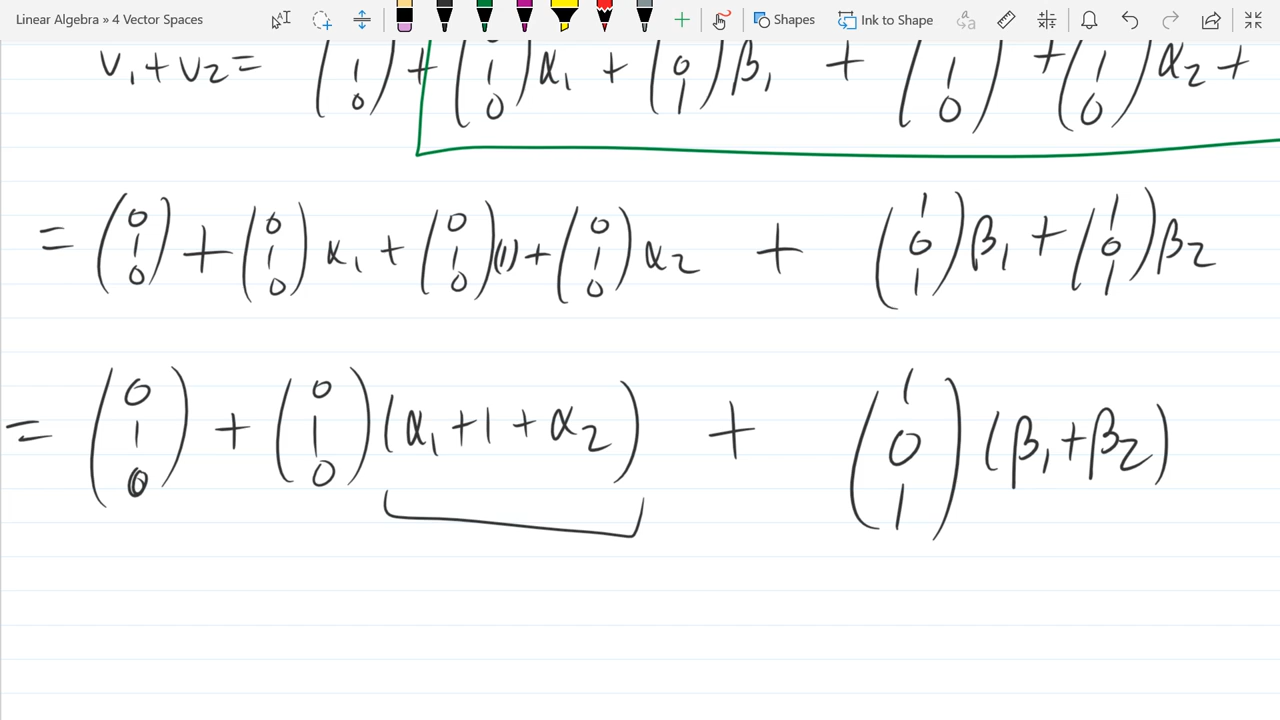 Linear Algebra » 4 Vector Spaces Shapes Ink to Shape
v₁ + v₂ = (1 0) + (0 1 0) α₁ + (0 1) β₁ + (1 0) + (1 0) α₂ +
= (0 1 0) + (0 1 0) α₁ + (0 1 0)(1) + (0 1 0) α₂ + (1 0 1) β₁ + (1 0 1) β₂
= (0 1 0) + (0 1 0)(α₁ + 1 + α₂) + (1 0 1)(β₁ + β₂)